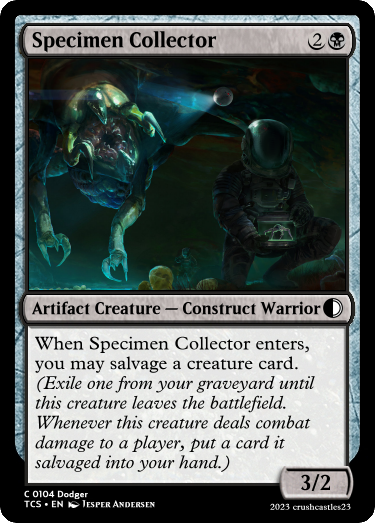 Specimen Collector 2
Artifact Creature — Construct Warrior
When Specimen Collector enters,
you may salvage a creature card.
(Exile one from your graveyard until
this creature leaves the battlefield.
Whenever this creature deals combat
damage to a player, put a card it
salvaged into your hand.)
3/2
C 0104 Dodger
TCS • EN Jesper Andersen
2023 crushcastles23